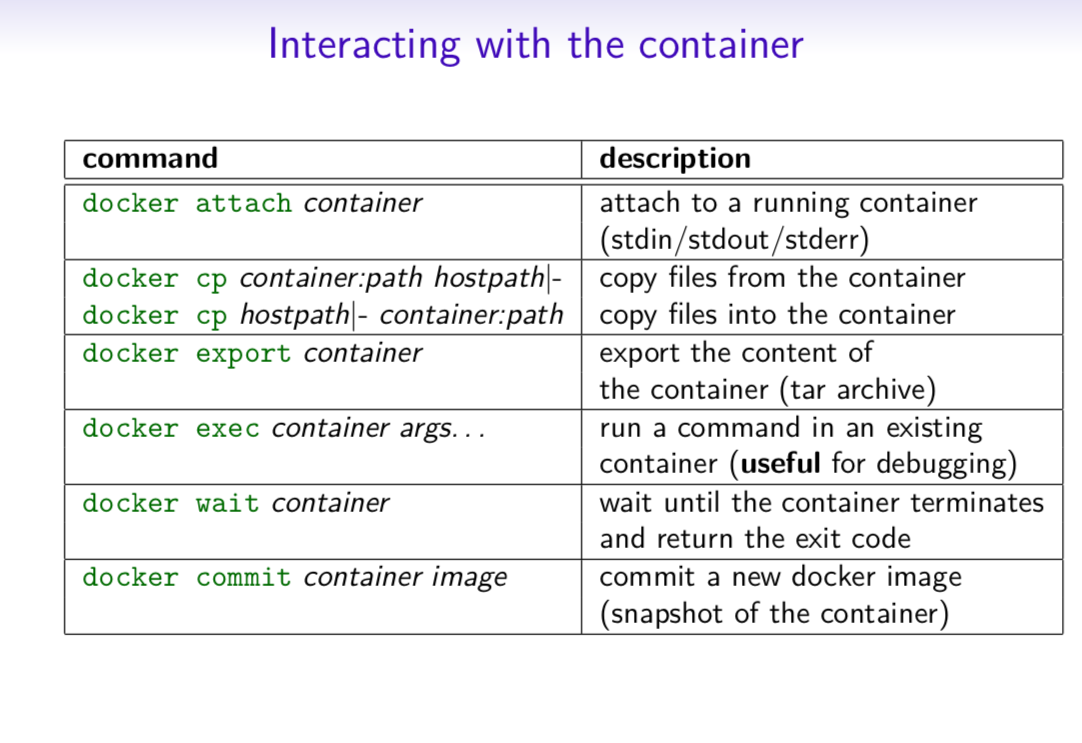 Interacting with the container
command description
docker attach container attach to a running container
(stdin/stdout/stderr)
docker cp container:path hostpath|- copy files from the container
docker cp hostpath|- container:path copy files into the container
docker export container export the content of
the container (tar archive)
docker exec container args... run a command in an existing
container (useful for debugging)
docker wait container wait until the container terminates
and return the exit code
docker commit container image commit a new docker image
(snapshot of the container)